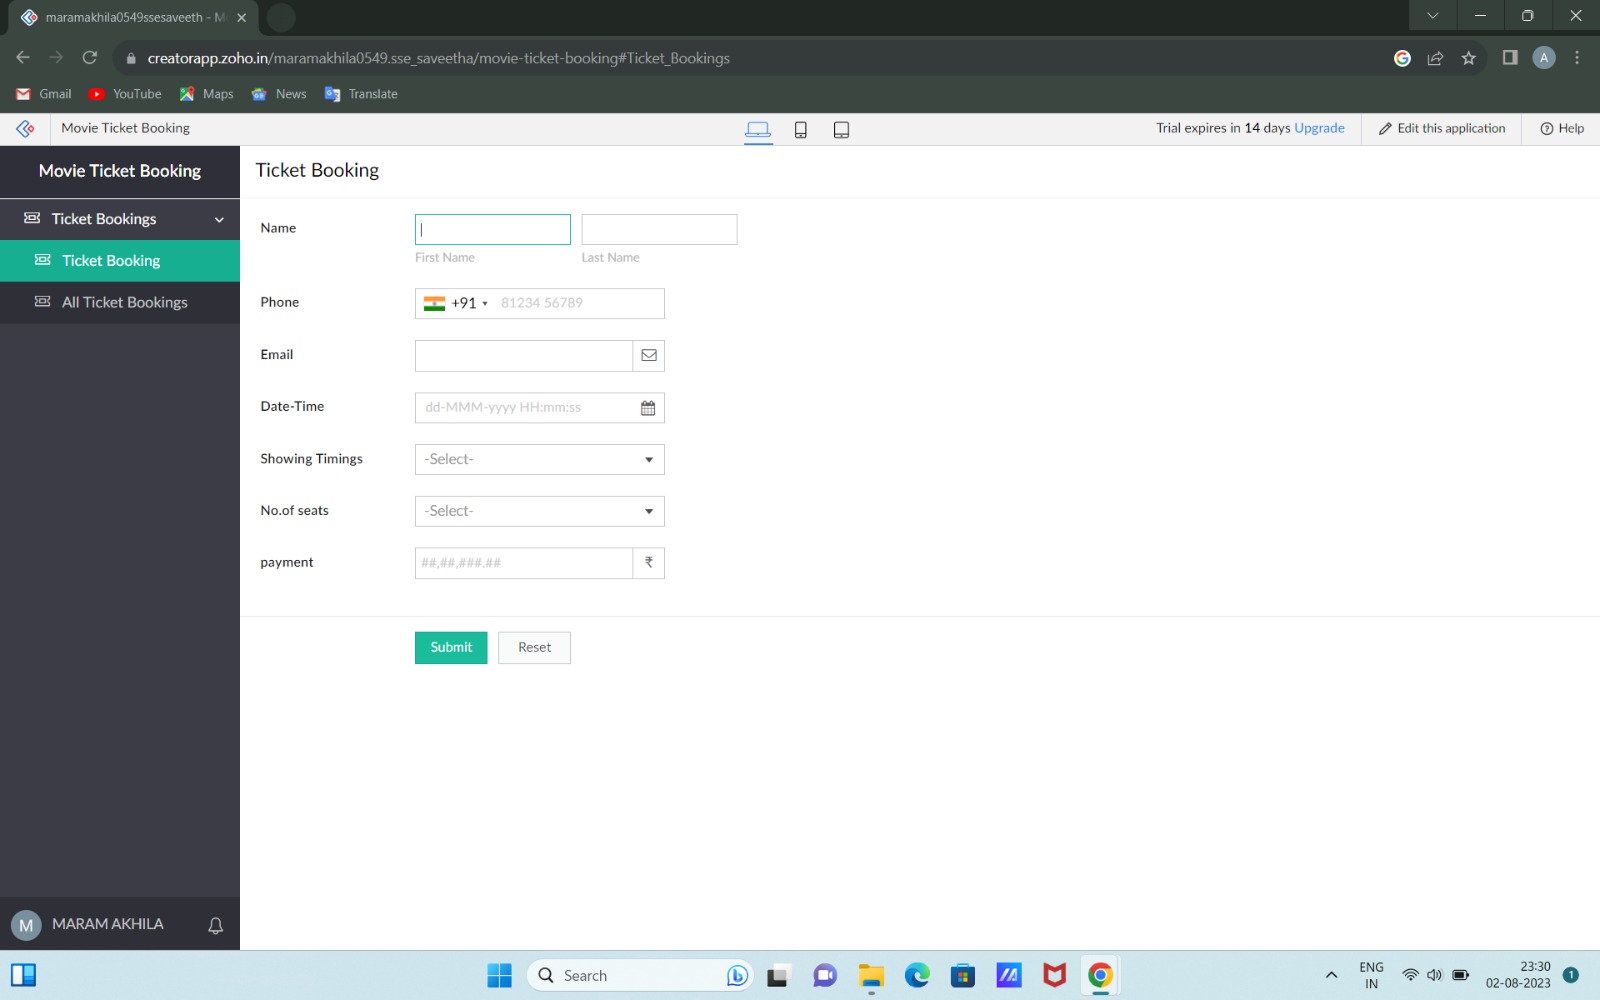 maramakhila0549ssesaveeth - M
creatorapp.zoho.in/maramakhila0549.sse_saveetha/movie-ticket-booking#Ticket_Bookings
A
Gmail YouTube Maps News Translate
Movie Ticket Booking
Trial expires in 14 days Upgrade
Edit this application
Help
Movie Ticket Booking
Ticket Bookings
Ticket Booking
All Ticket Bookings
Ticket Booking
Name
First Name Last Name
Phone +91 81234 56789
Email
Date-Time dd-MMM-yyyy HH:mm:ss
Showing Timings -Select-
No.of seats -Select-
payment ##,##,###.## ₹
Submit Reset
M MARAM AKHILA
Search
ENG
IN
23:30
02-08-2023
1